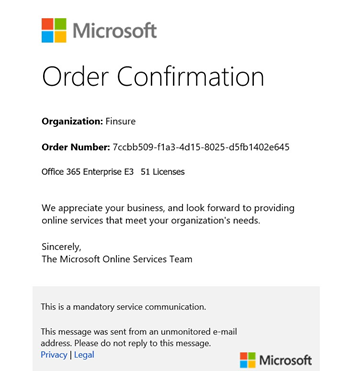 Microsoft
Order Confirmation
Organization: Finsure
Order Number: 7ccbb509-f1a3-4d15-8025-d5fb1402e645
Office 365 Enterprise E3 51 Licenses
We appreciate your business, and look forward to providing
online services that meet your organization's needs.
Sincerely,
The Microsoft Online Services Team
This is a mandatory service communication.
This message was sent from an unmonitored e-mail
address. Please do not reply to this message.
Privacy | Legal
Microsoft